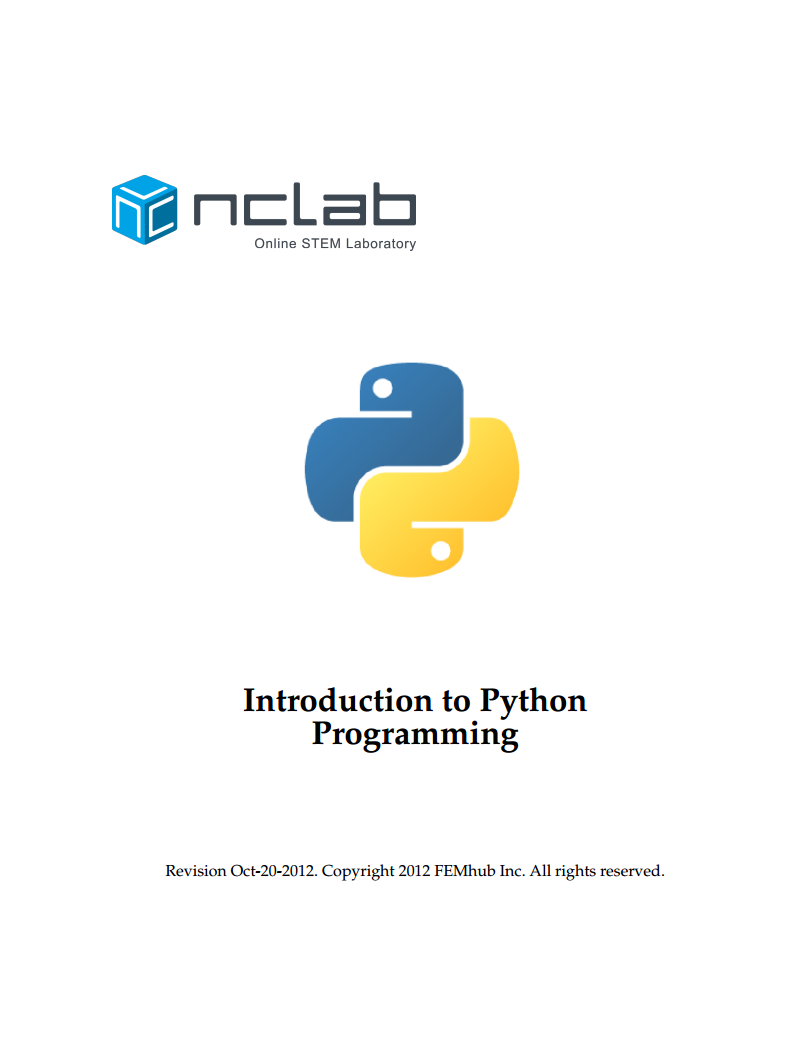 nclab
Online STEM Laboratory
Introduction to Python
Programming
Revision Oct-20-2012. Copyright 2012 FEMhub Inc. All rights reserved.